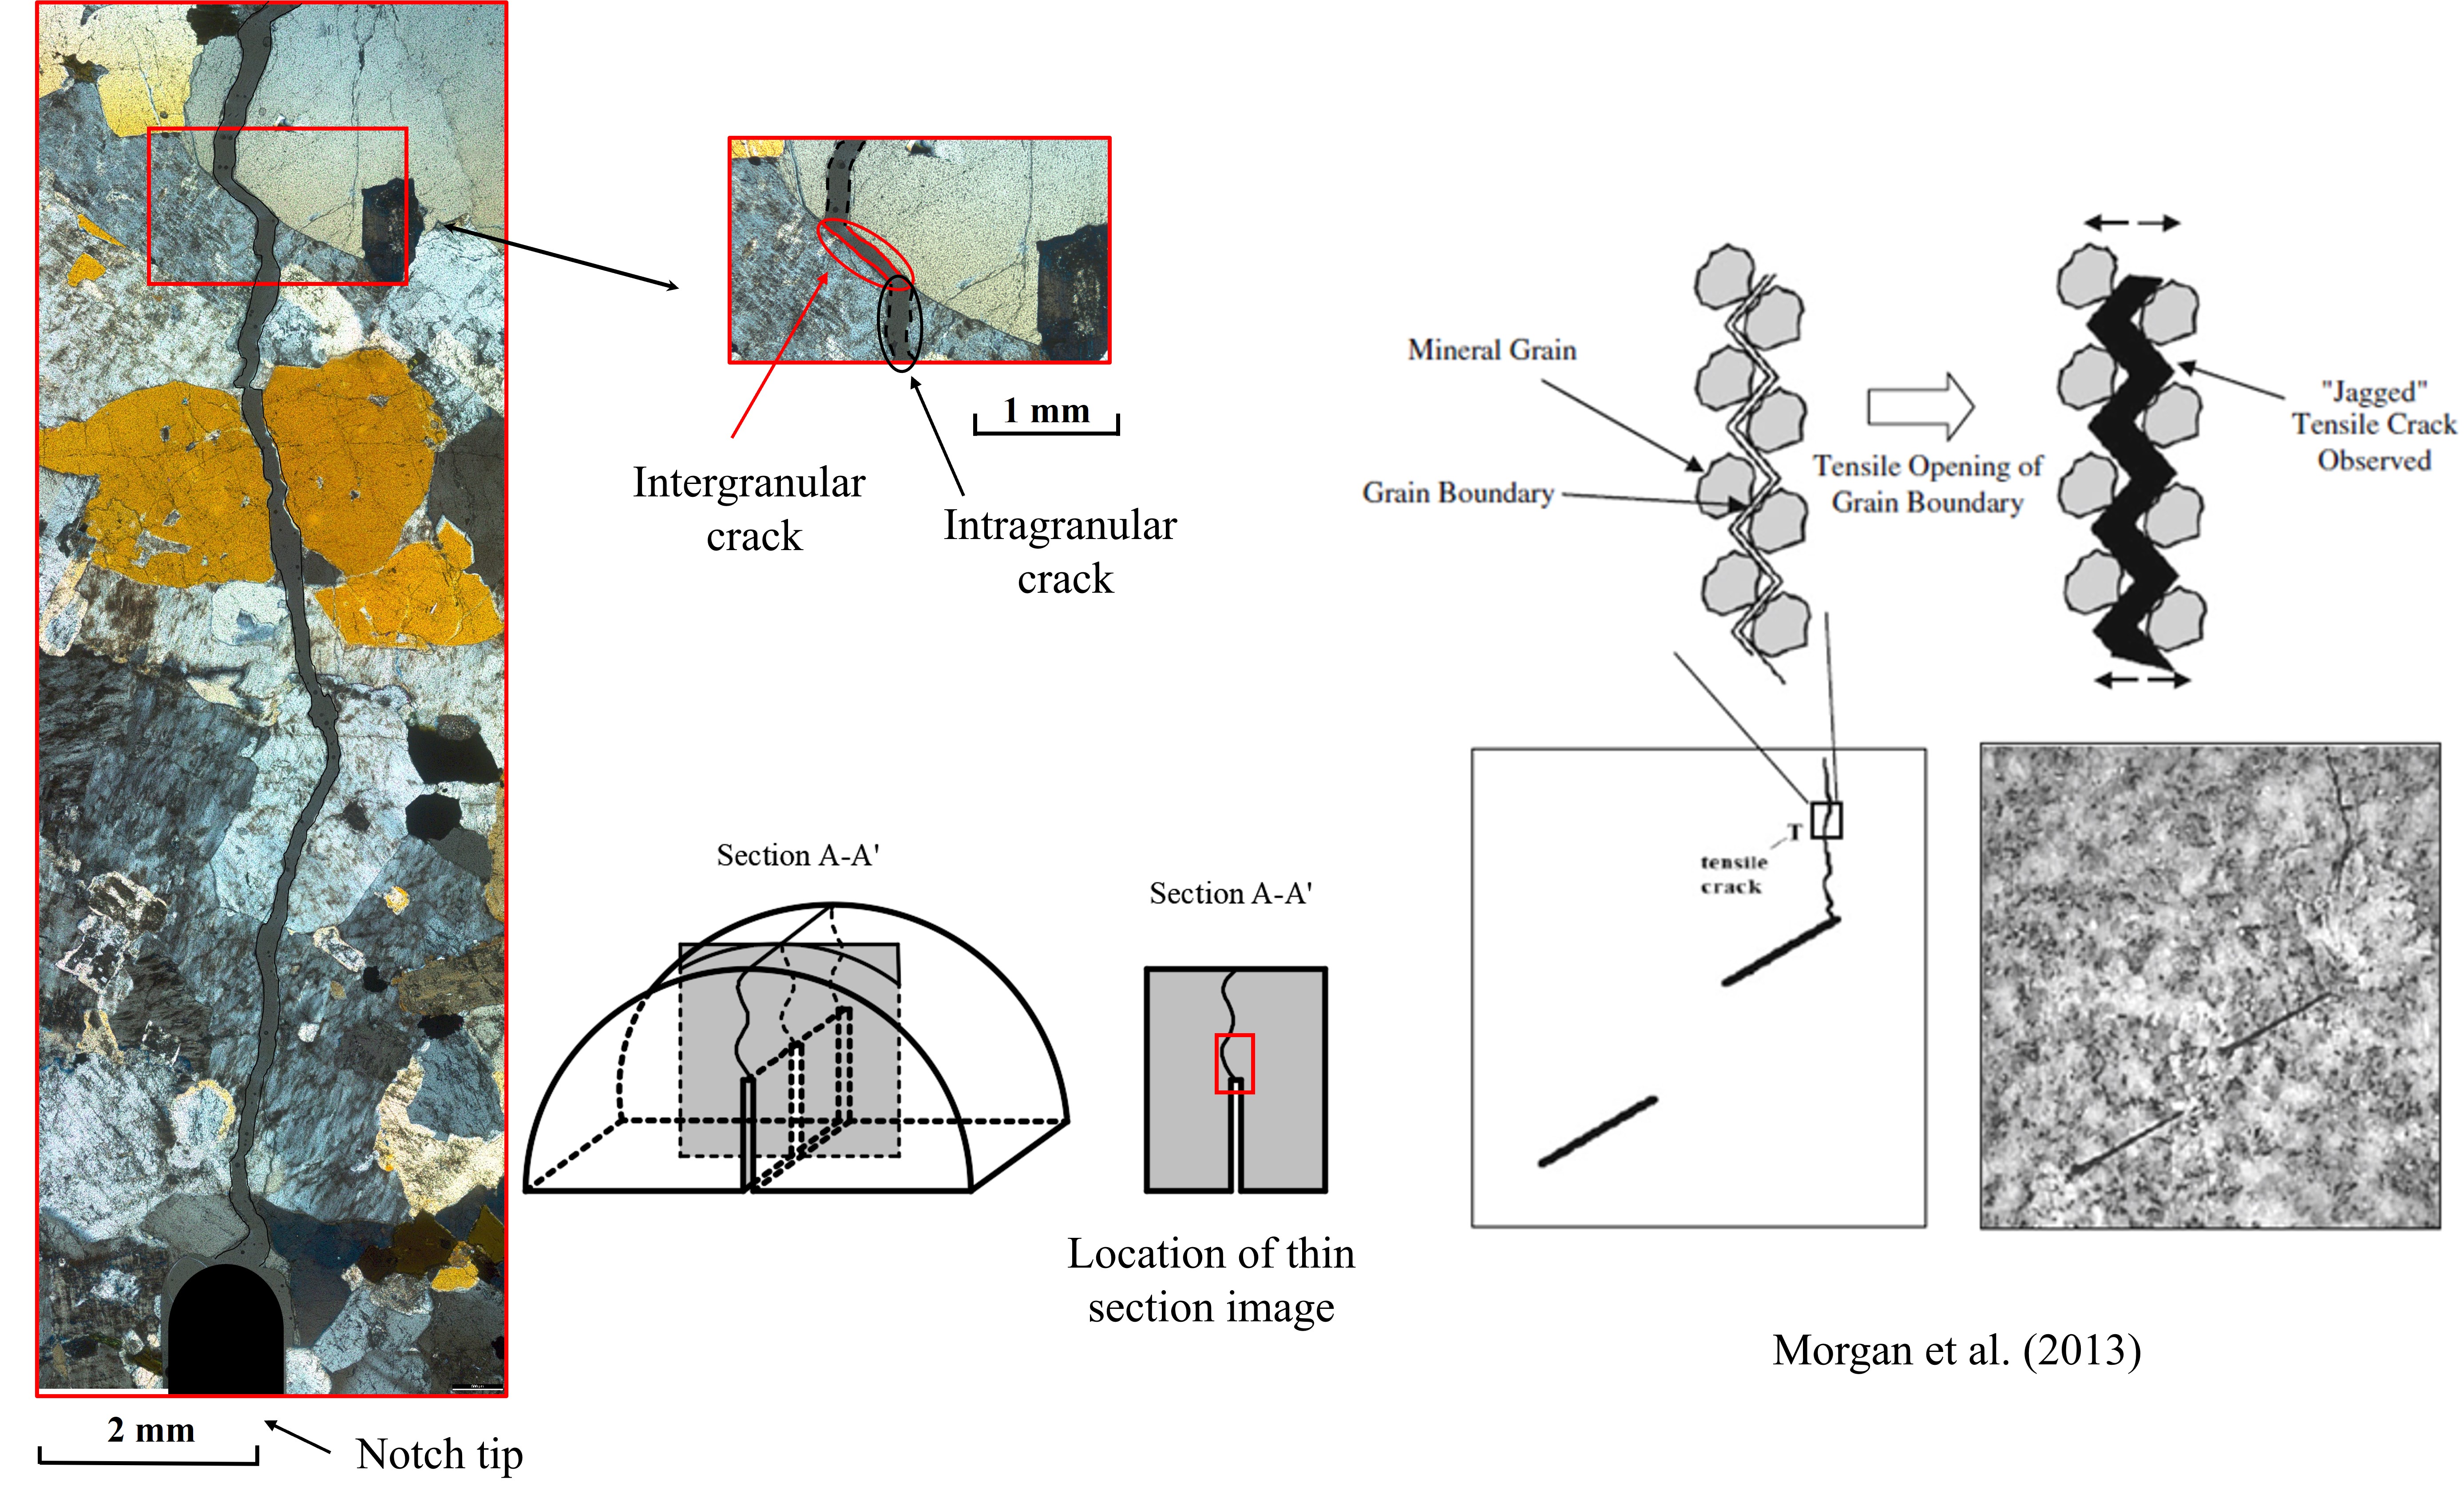 Intergranular
crack
Intragranular
crack
1 mm
2 mm
Notch tip
Section A-A'
Section A-A'
Location of thin
section image
Mineral Grain
Grain Boundary
Tensile Opening of
Grain Boundary
"Jagged"
Tensile Crack
Observed
T
tensile
crack
Morgan et al. (2013)